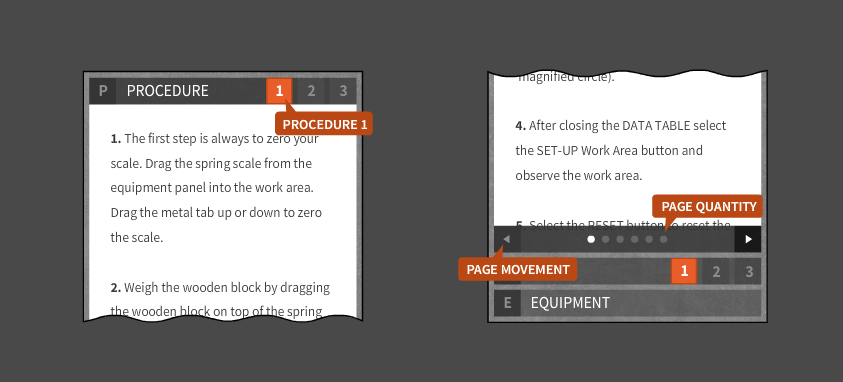 P PROCEDURE 1 2 3
PROCEDURE 1
1. The first step is always to zero your
scale. Drag the spring scale from the
equipment panel into the work area.
Drag the metal tab up or down to zero
the scale.
2. Weigh the wooden block by dragging
the wooden block on top of the spring
magnified circle).
4. After closing the DATA TABLE select
the SET-UP Work Area button and
observe the work area.
PAGE QUANTITY
5. Select the RESET button to reset the
PAGE MOVEMENT
1 2 3
E EQUIPMENT